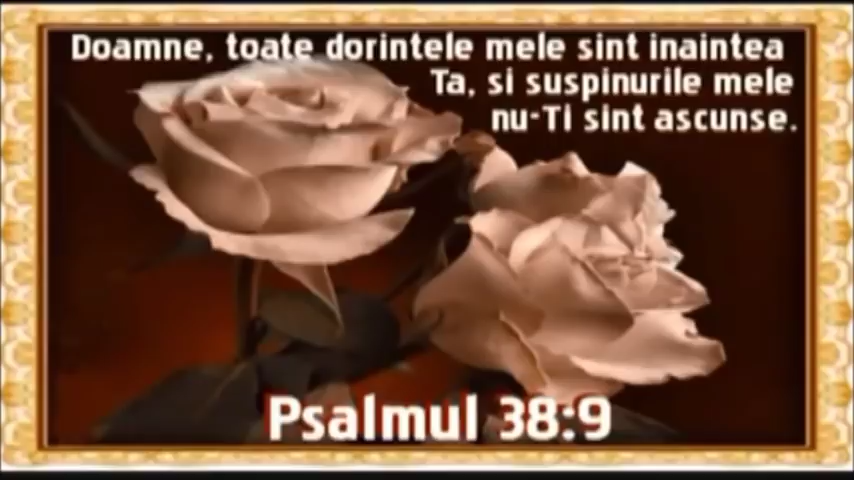 Doamne, toate dorintele mele sint inaintea
Ta, si suspinurile mele
nu-Ti sint ascunse.
Psalmul 38:9